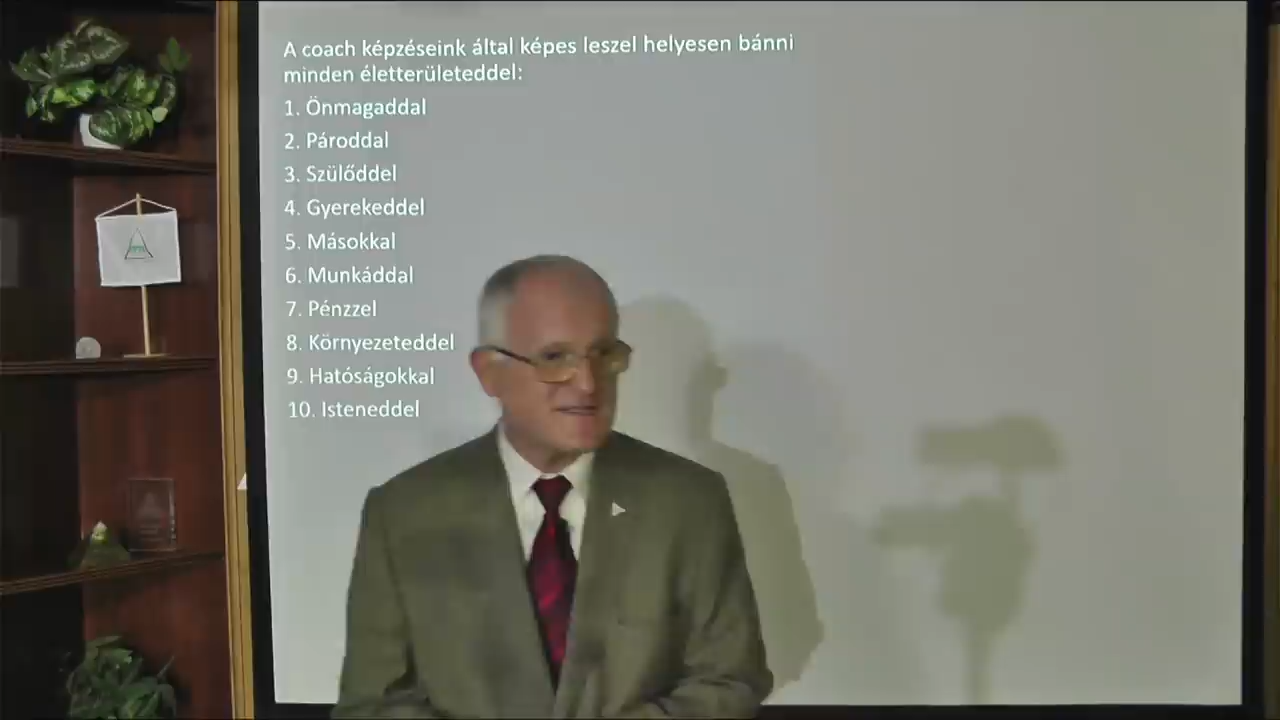 A coach képzéseink által képes leszel helyesen bánni
minden életterületeddel:
1. Önmagaddal
2. Pároddal
3. Szülőddel
4. Gyerekeddel
5. Másokkal
6. Munkáddal
7. Pénzzel
8. Környezeteddel
9. Hatóságokkal
10. Isteneddel